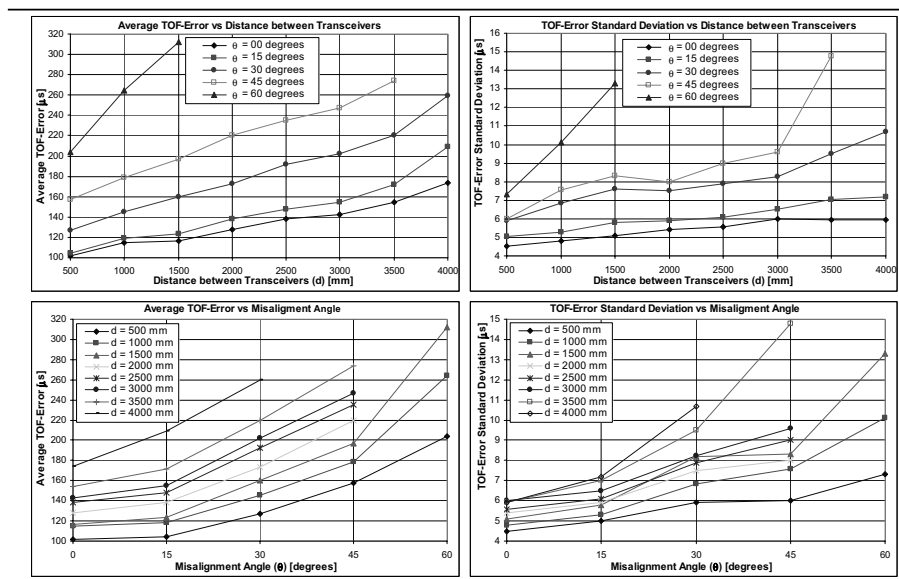 Average TOF-Error vs Distance between Transceivers
320
300
280
260
240
220
200
180
160
140
120
100
Average TOF-Error [μs]
θ = 00 degrees
θ = 15 degrees
θ = 30 degrees
θ = 45 degrees
θ = 60 degrees
500 1000 1500 2000 2500 3000 3500 4000
Distance between Transceivers (d) [mm]
TOF-Error Standard Deviation vs Distance between Transceivers
16
15
14
13
12
11
10
9
8
7
6
5
4
TOF-Error Standard Deviation [μs]
θ = 00 degrees
θ = 15 degrees
θ = 30 degrees
θ = 45 degrees
θ = 60 degrees
500 1000 1500 2000 2500 3000 3500 4000
Distance between Transceivers (d) [mm]
Average TOF-Error vs Misaligment Angle
320
300
280
260
240
220
200
180
160
140
120
100
Average TOF-Error [μs]
d = 500 mm
d = 1000 mm
d = 1500 mm
d = 2000 mm
d = 2500 mm
d = 3000 mm
d = 3500 mm
d = 4000 mm
0 15 30 45 60
Misalignment Angle (θ) [degrees]
TOF-Error Standard Deviation vs Misaligment Angle
15
14
13
12
11
10
9
8
7
6
5
4
TOF-Error Standard Deviation [μs]
d = 500 mm
d = 1000 mm
d = 1500 mm
d = 2000 mm
d = 2500 mm
d = 3000 mm
d = 3500 mm
d = 4000 mm
0 15 30 45 60
Misalignment Angle (θ) [degrees]